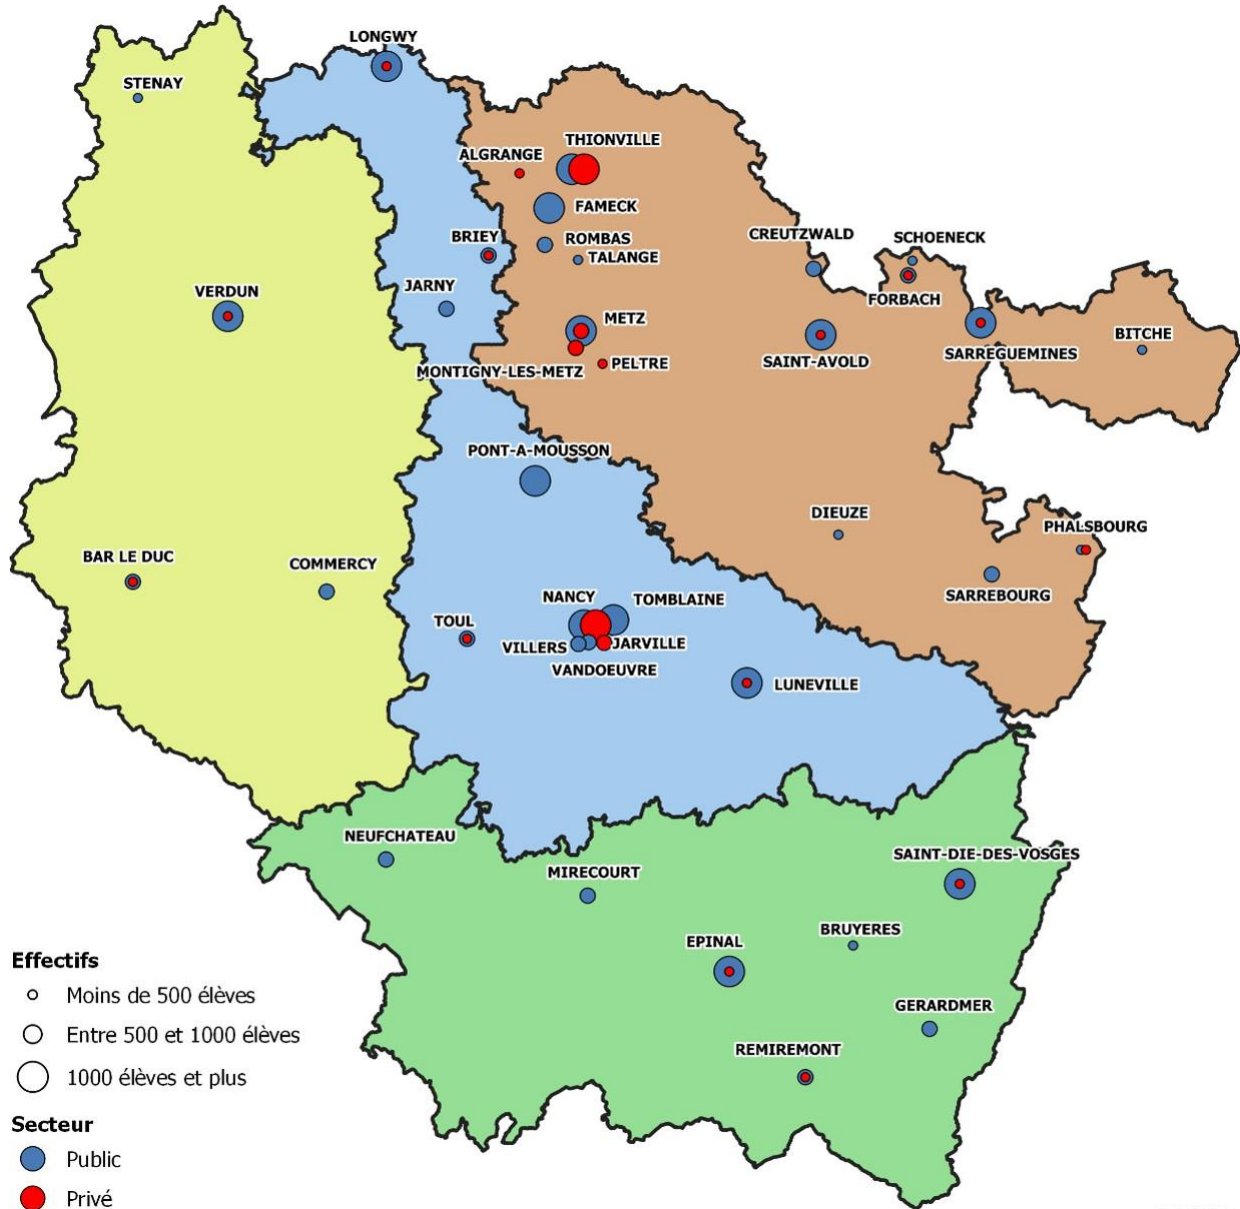 LONGWY
STENAY
THIONVILLE
ALGRANGE
FAMECK
BRIEY
ROMBAS
TALANGE
CREUTZWALD
SCHOENECK
VERDUN
JARNY
FORBACH
METZ
BITCHE
SAINT-AVOLD
SARREGUEMINES
MONTIGNY-LES-METZ
PELTRE
PONT-A-MOUSSON
DIEUZE
PHALSBOURG
BAR LE DUC
COMMERCY
SARREBOURG
NANCY
TOMBLAINE
TOUL
VILLERS
JARVILLE
VANDOEUVRE
LUNEVILLE
NEUFCHATEAU
MIRECOURT
SAINT-DIE-DES-VOSGES
BRUYERES
EPINAL
GERARDMER
REMIREMONT
Effectifs
Moins de 500 élèves
Entre 500 et 1000 élèves
1000 élèves et plus
Secteur
Public
Privé